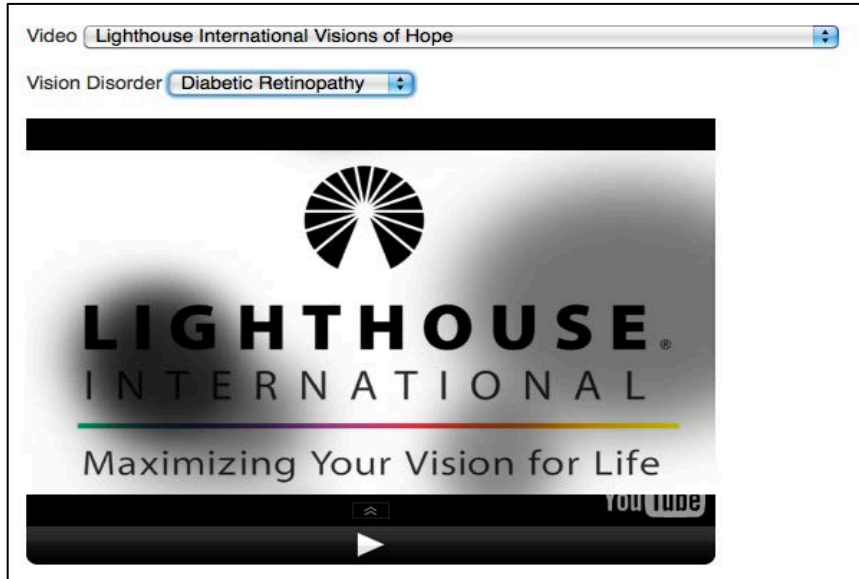 Video Lighthouse International Visions of Hope
Vision Disorder Diabetic Retinopathy
LIGHTHOUSE®
INTERNATIONAL
Maximizing Your Vision for Life
YouTube